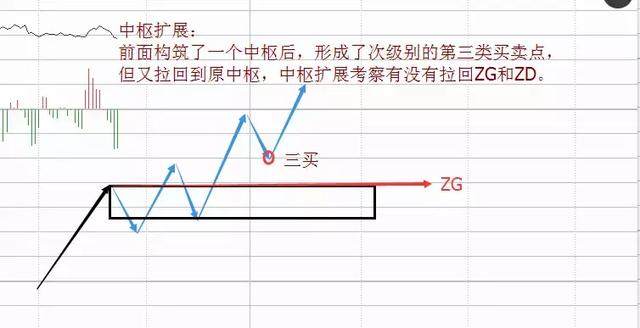 中枢扩展:
前面构筑了一个中枢后，形成了次级别的第三类买卖点，
但又拉回到原中枢，中枢扩展考察有没有拉回ZG和ZD。
三买
ZG